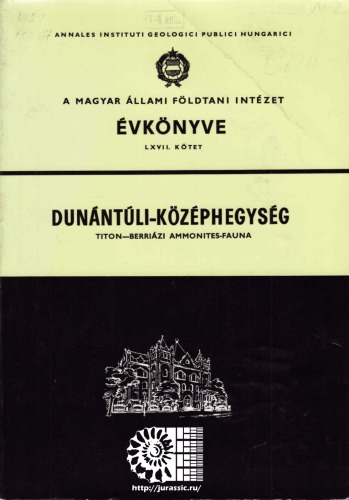 ANNALES INSTITUTI GEOLOGICI PUBLICI HUNGARICI
A MAGYAR ÁLLAMI FÖLDTANI INTÉZET
ÉVKÖNYVE
LXVII. KÖTET
DUNÁNTÚLI-KÖZÉPHEGYSÉG
TITON—BERRIÁZI AMMONITES-FAUNA
http://jurassic.ru/